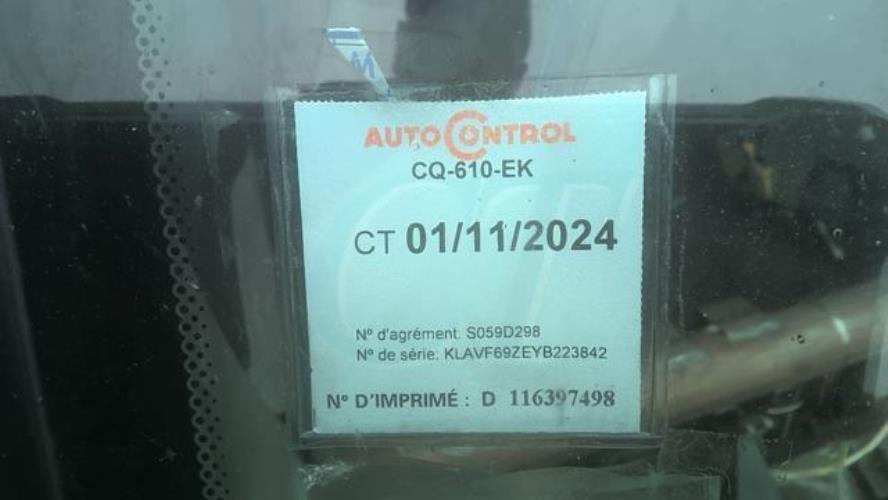 M
AUTOCONTROL
CQ-610-EK
CT 01/11/2024
N° d'agrément: S059D298
N° de série: KLAVF69ZEYB223842
N° D'IMPRIMÉ : D 116397498